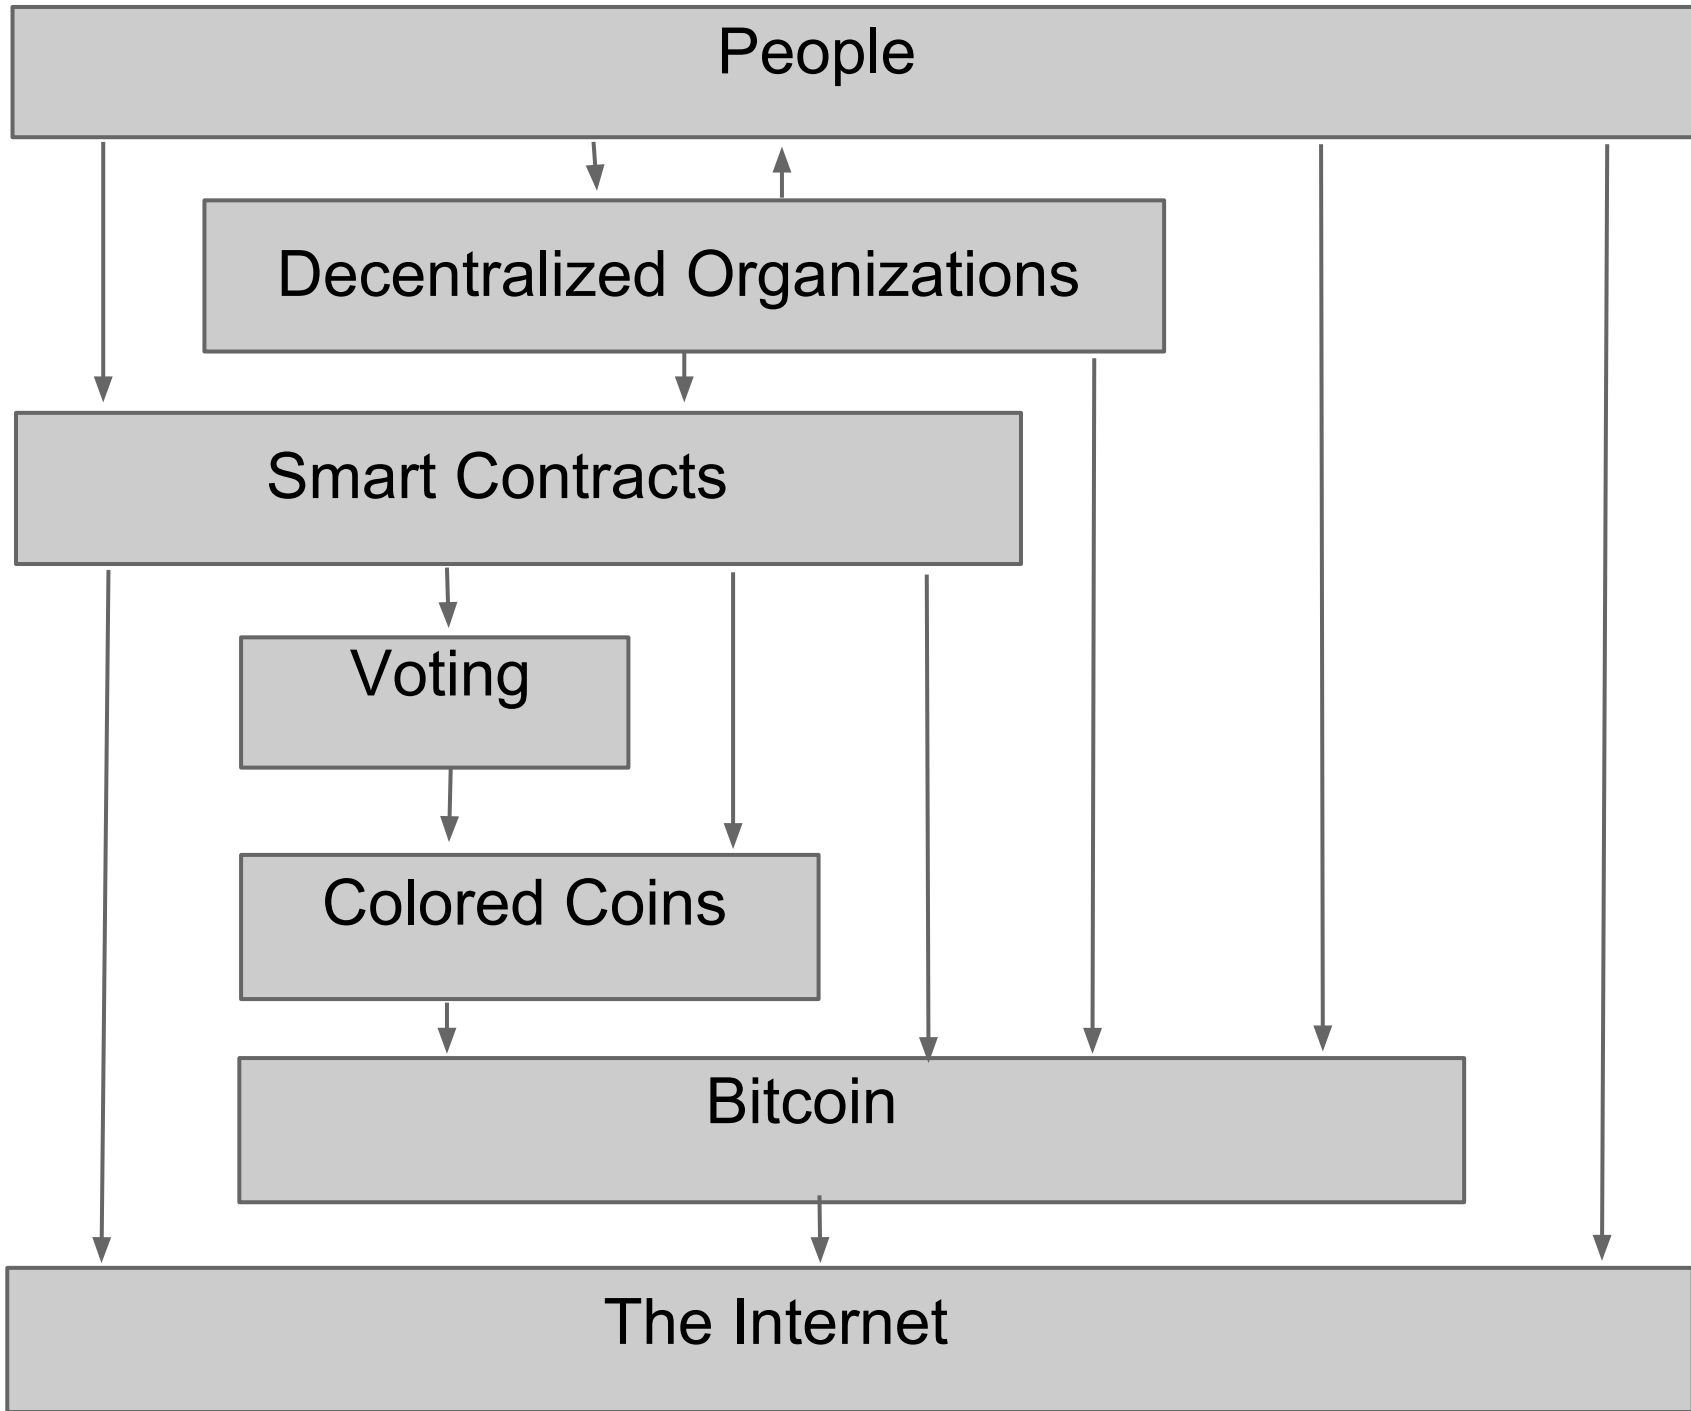 People
Decentralized Organizations
Smart Contracts
Voting
Colored Coins
Bitcoin
The Internet